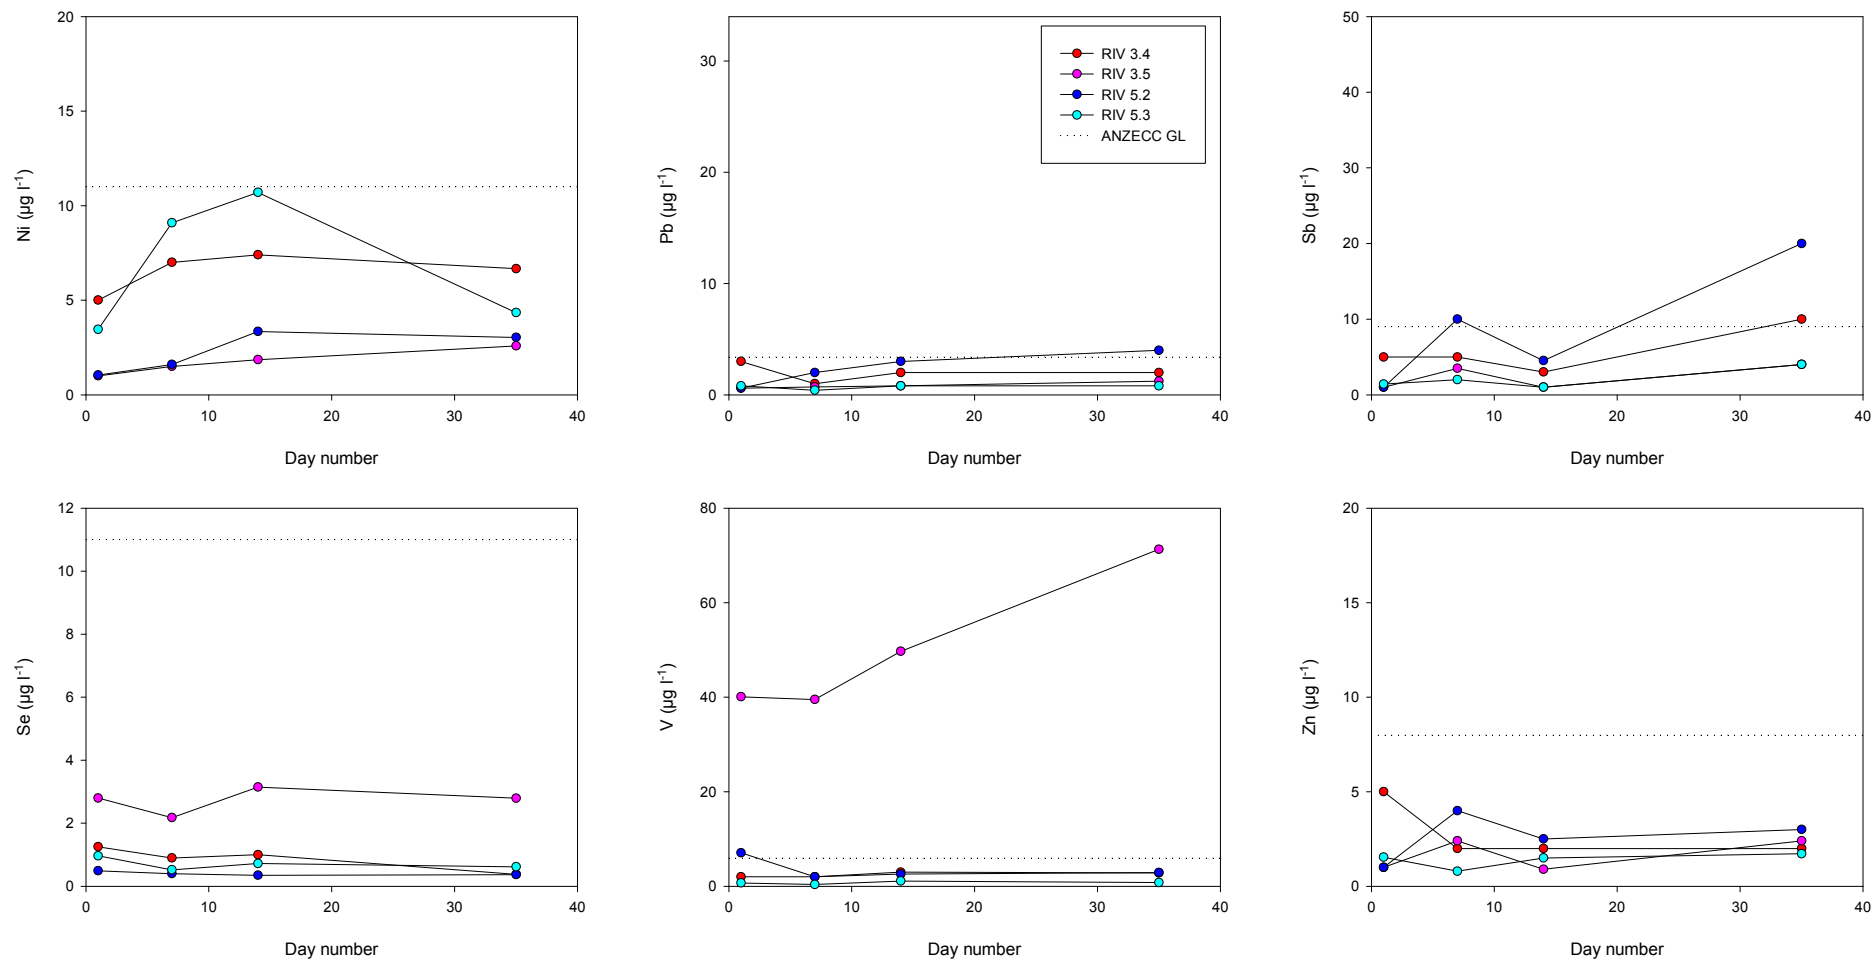 20
15
10
5
0
Ni (µg l-1)
0 10 20 30 40
Day number
30
20
10
0
Pb (µg l-1)
RIV 3.4
RIV 3.5
RIV 5.2
RIV 5.3
ANZECC GL
0 10 20 30 40
Day number
50
40
30
20
10
0
Sb (µg l-1)
0 10 20 30 40
Day number
12
10
8
6
4
2
0
Se (µg l-1)
0 10 20 30 40
Day number
80
60
40
20
0
V (µg l-1)
0 10 20 30 40
Day number
20
15
10
5
0
Zn (µg l-1)
0 10 20 30 40
Day number